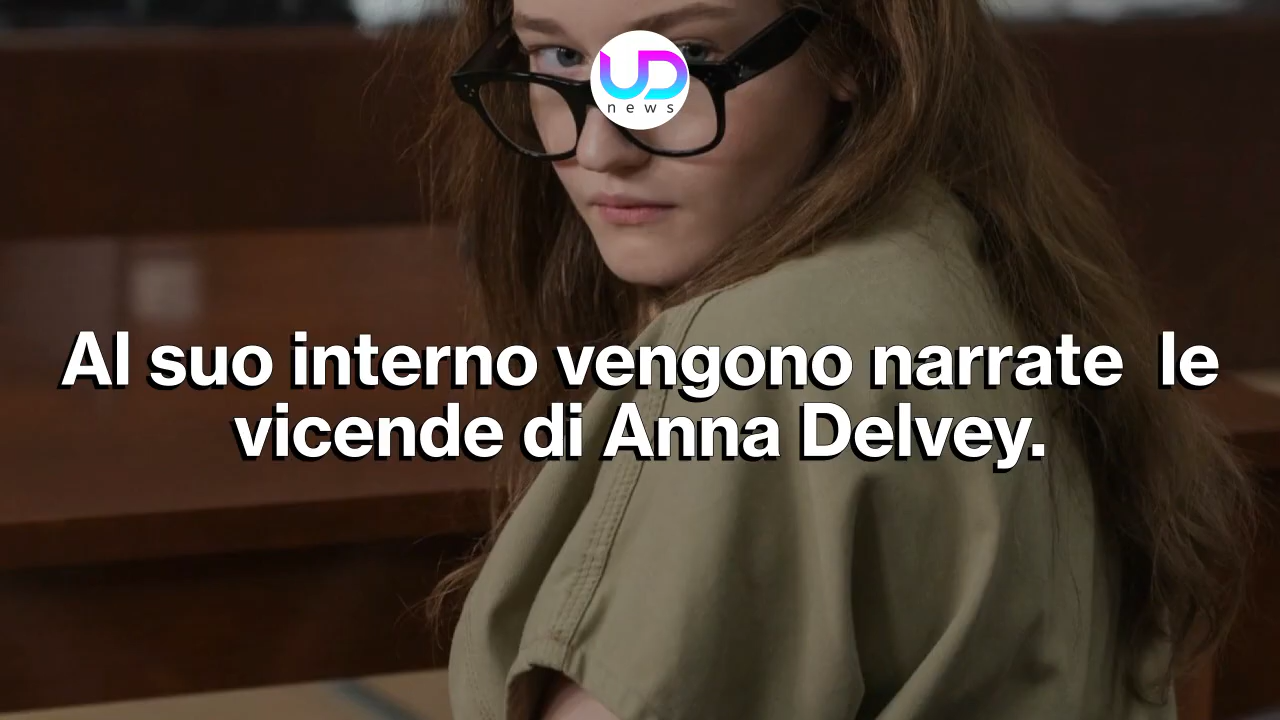 UD
news
Al suo interno vengono narrate  le
vicende di Anna Delvey.